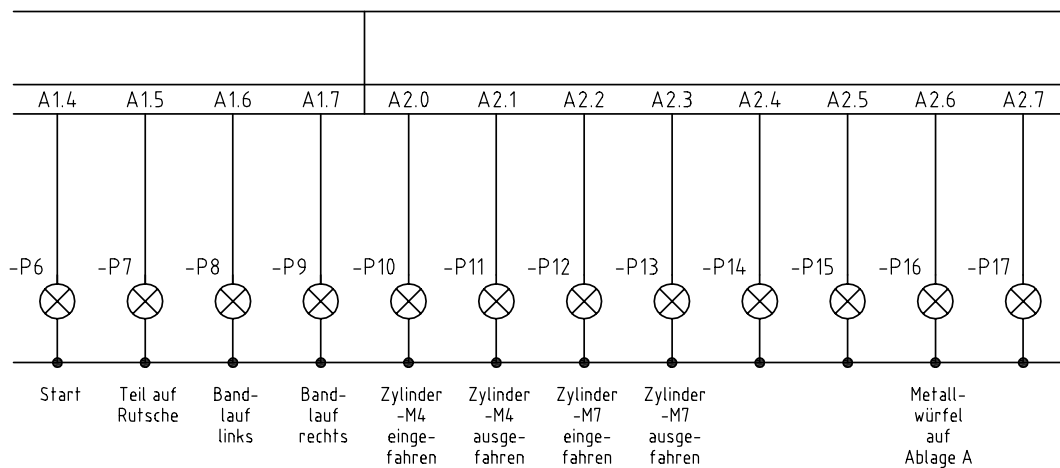 A1.4 A1.5 A1.6 A1.7 A2.0 A2.1 A2.2 A2.3 A2.4 A2.5 A2.6 A2.7
-P6 -P7 -P8 -P9 -P10 -P11 -P12 -P13 -P14 -P15 -P16 -P17
Start
Teil auf
Rutsche
Band-
lauf
links
Band-
lauf
rechts
Zylinder
-M4
einge-
fahren
Zylinder
-M4
ausge-
fahren
Zylinder
-M7
einge-
fahren
Zylinder
-M7
ausge-
fahren
Metall-
würfel
auf
Ablage A